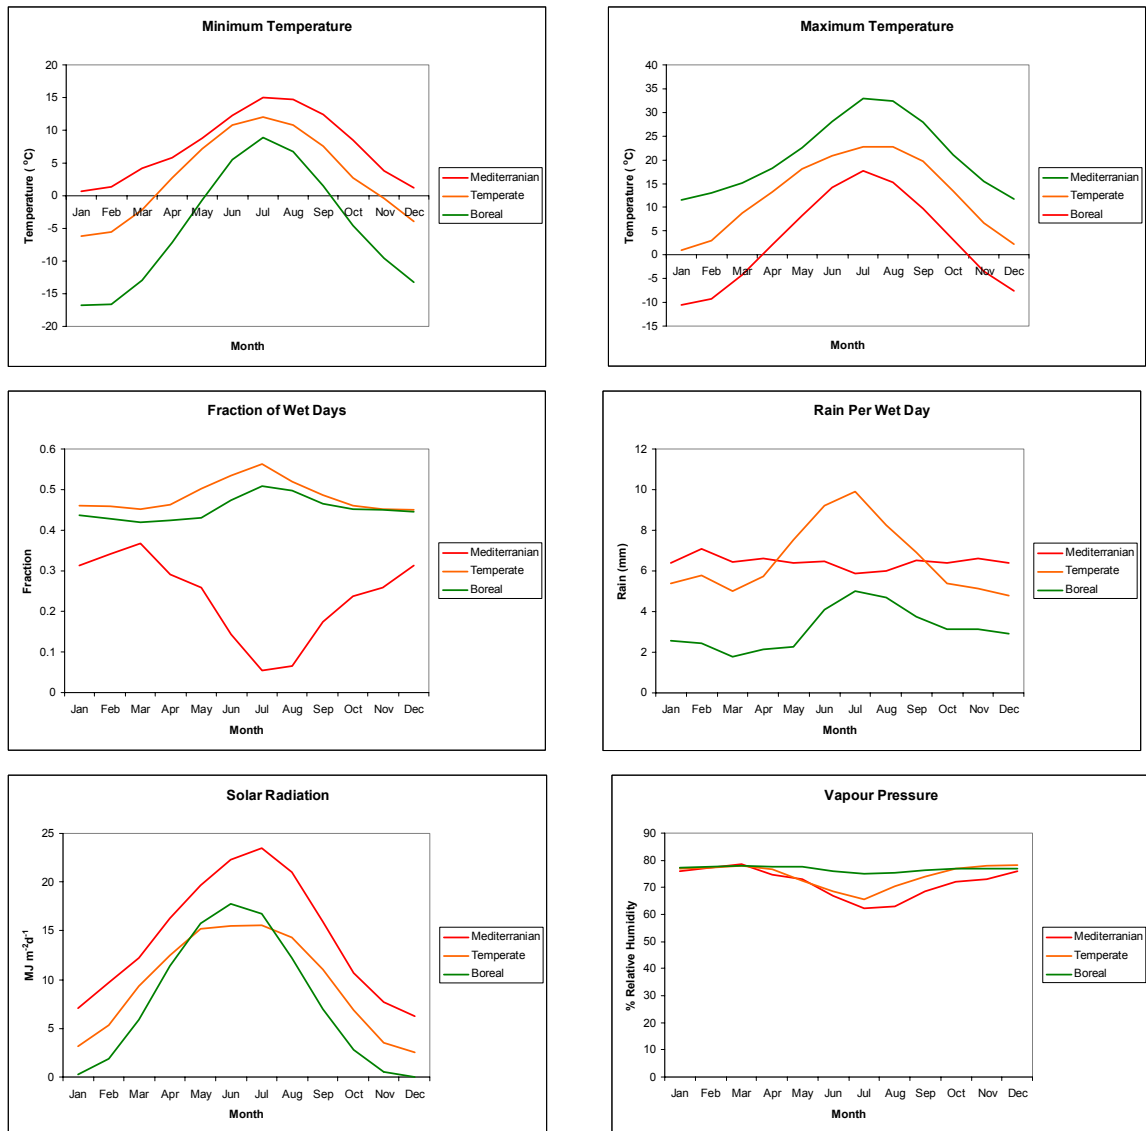 Minimum Temperature
20
15
10
5
0
-5
-10
-15
-20
Temperature ( °C)
Jan Feb Mar Apr May Jun Jul Aug Sep Oct Nov Dec
Month
Mediterranian
Temperate
Boreal
Maximum Temperature
40
35
30
25
20
15
10
5
0
-5
-10
-15
Temperature ( °C)
Jan Feb Mar Apr May Jun Jul Aug Sep Oct Nov Dec
Month
Mediterranian
Temperate
Boreal
Fraction of Wet Days
0.6
0.5
0.4
0.3
0.2
0.1
0
Fraction
Jan Feb Mar Apr May Jun Jul Aug Sep Oct Nov Dec
Month
Mediterranian
Temperate
Boreal
Rain Per Wet Day
12
10
8
6
4
2
0
Rain (mm)
Jan Feb Mar Apr May Jun Jul Aug Sep Oct Nov Dec
Month
Mediterranian
Temperate
Boreal
Solar Radiation
25
20
15
10
5
0
MJ m⁻²d⁻¹
Jan Feb Mar Apr May Jun Jul Aug Sep Oct Nov Dec
Month
Mediterranian
Temperate
Boreal
Vapour Pressure
90
80
70
60
50
40
30
20
10
0
% Relative Humidity
Jan Feb Mar Apr May Jun Jul Aug Sep Oct Nov Dec
Month
Mediterranian
Temperate
Boreal